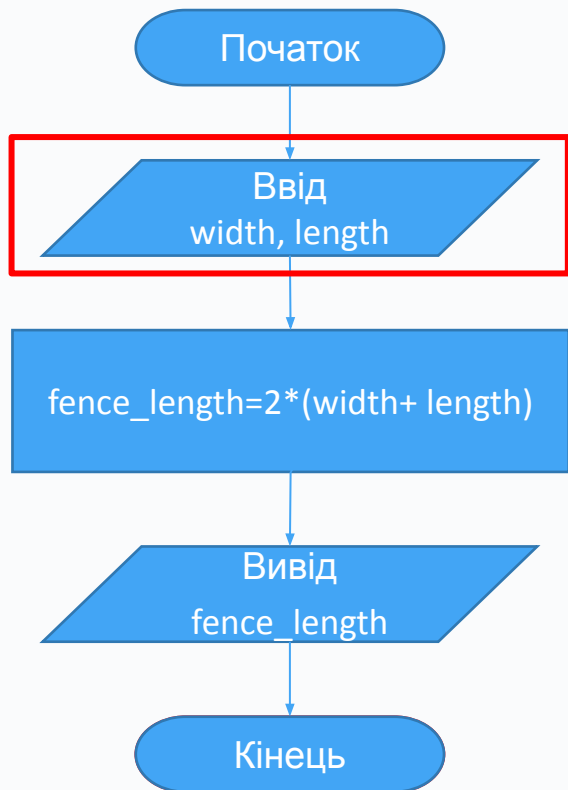 Початок
Ввід
width, length
fence_length=2*(width+ length)
Вивід
fence_length
Кінець